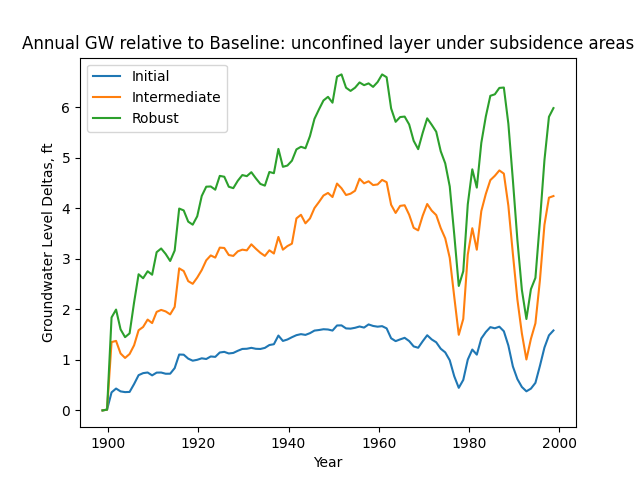 Annual GW relative to Baseline: unconfined layer under subsidence areas
Initial
Intermediate
Robust
Groundwater Level Deltas, ft
6
5
4
3
2
1
0
1900 1920 1940 1960 1980 2000
Year